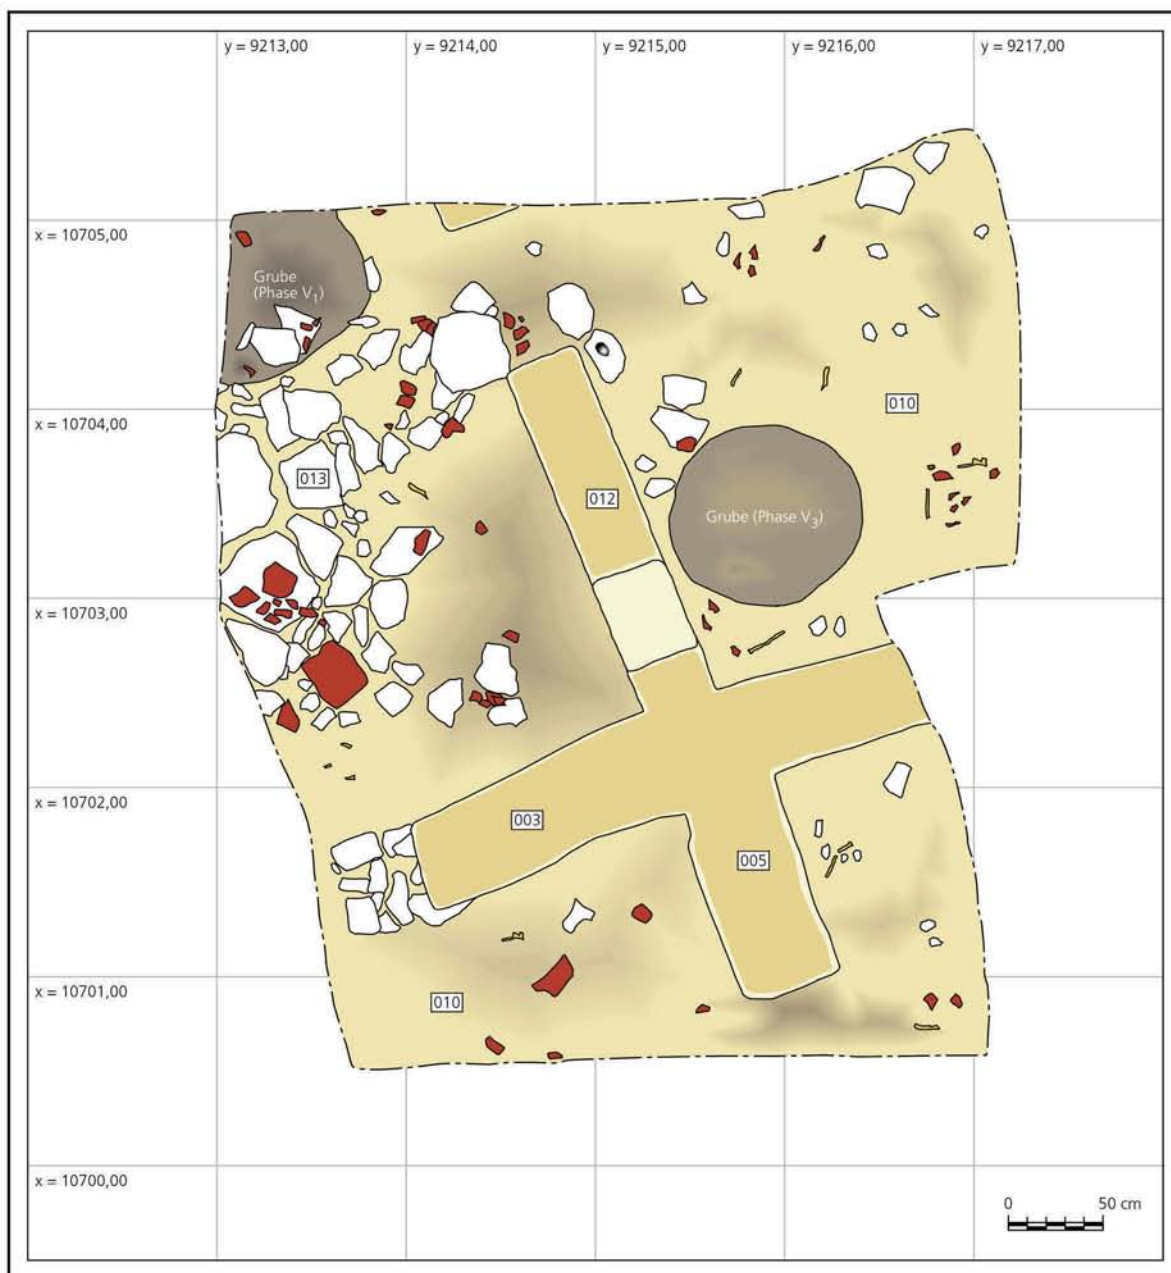 y = 9213,00
y = 9214,00
y = 9215,00
y = 9216,00
y = 9217,00
x = 10705,00
Grube
(Phase V₁)
x = 10704,00
010
013
012
Grube (Phase V₃)
x = 10703,00
x = 10702,00
003
005
x = 10701,00
010
x = 10700,00
0 50 cm